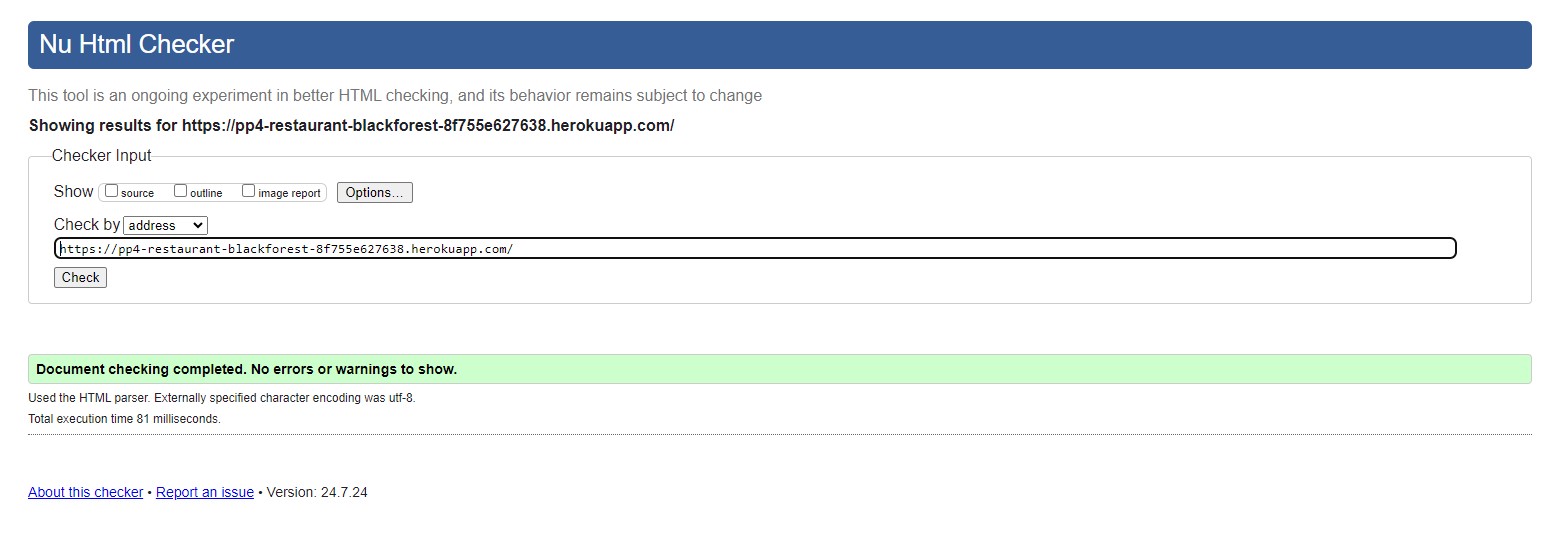 Nu Html Checker
This tool is an ongoing experiment in better HTML checking, and its behavior remains subject to change
Showing results for https://pp4-restaurant-blackforest-8f755e627638.herokuapp.com/
Checker Input
Show source outline image report Options...
Check by address
https://pp4-restaurant-blackforest-8f755e627638.herokuapp.com/
Check
Document checking completed. No errors or warnings to show.
Used the HTML parser. Externally specified character encoding was utf-8.
Total execution time 81 milliseconds.
About this checker • Report an issue • Version: 24.7.24